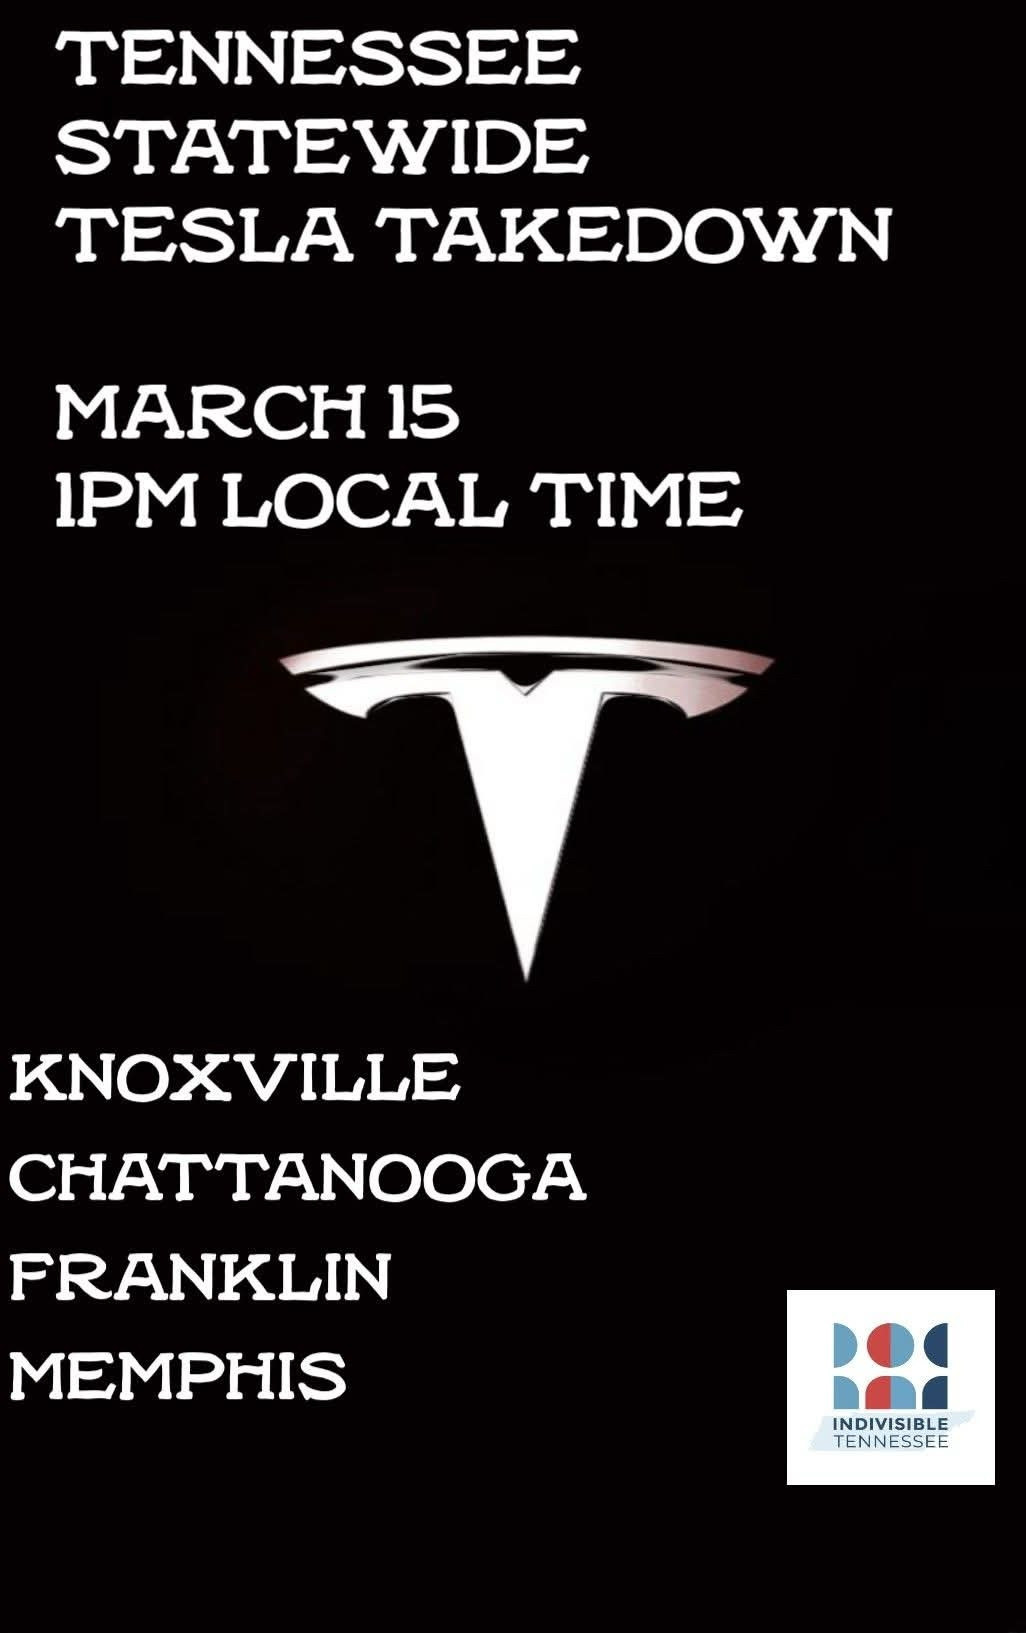 TENNESSEE
STATEWIDE
TESLA TAKEDOWN
MARCH 15
1PM LOCAL TIME
KNOXVILLE
CHATTANOOGA
FRANKLIN
MEMPHIS
INDIVISIBLE
TENNESSEE